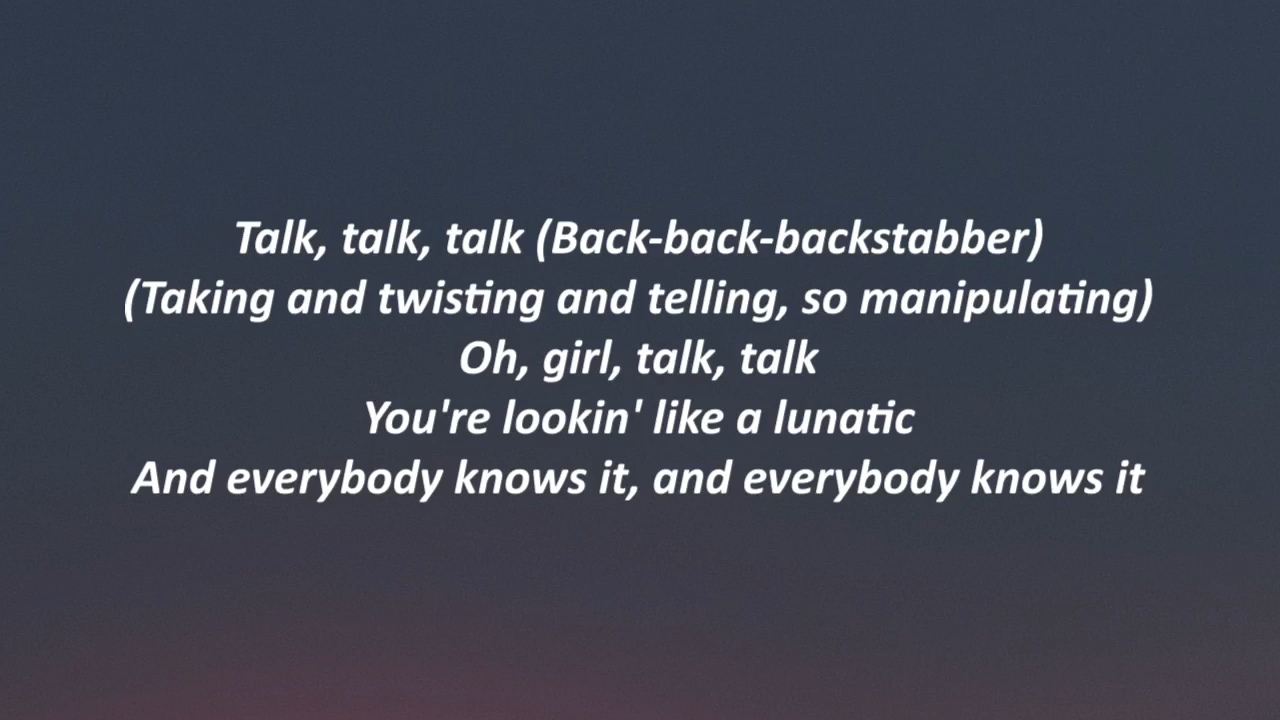 Talk, talk, talk (Back-back-backstabber)
(Taking and twisting and telling, so manipulating)
Oh, girl, talk, talk
You're lookin' like a lunatic
And everybody knows it, and everybody knows it